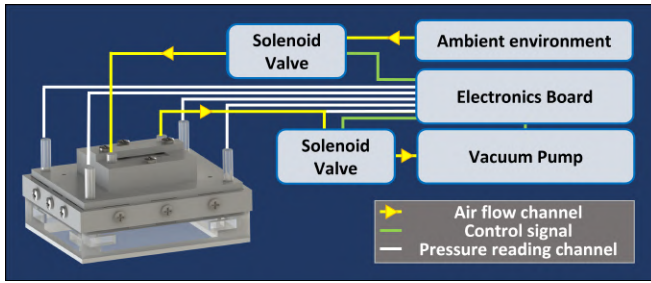 Solenoid
Valve
Ambient environment
Electronics Board
Solenoid
Valve
Vacuum Pump
Air flow channel
Control signal
Pressure reading channel